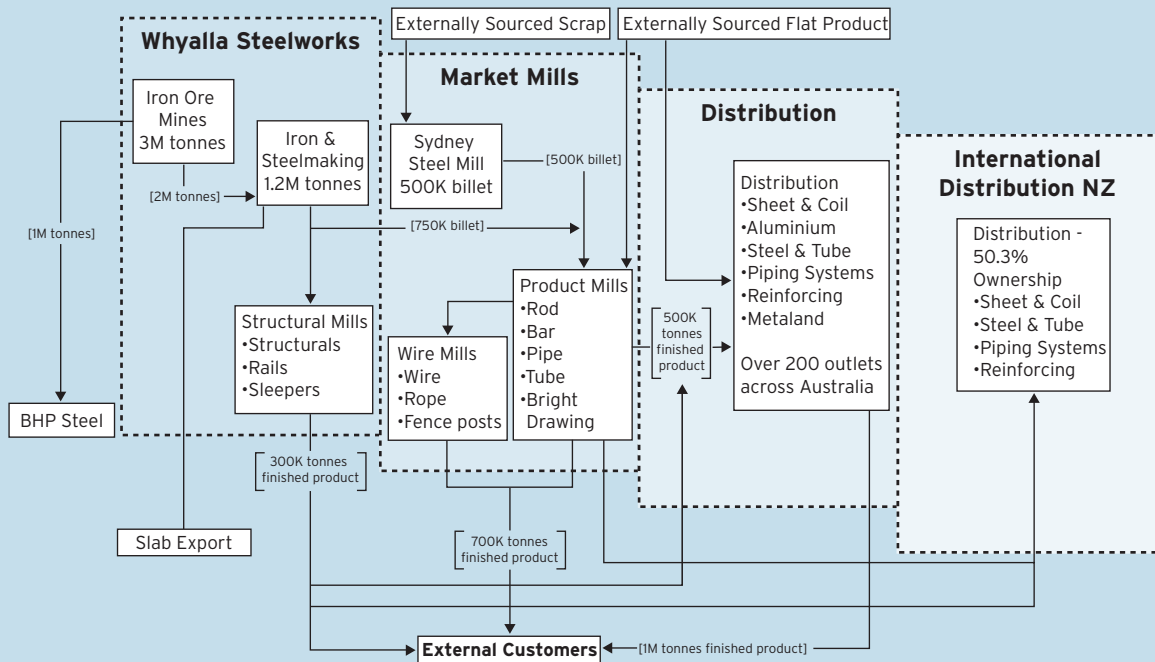 Externally Sourced Scrap
Externally Sourced Flat Product
Whyalla Steelworks
Iron Ore
Mines
3M tonnes
Iron &
Steelmaking
1.2M tonnes
[2M tonnes]
[1M tonnes]
BHP Steel
Structural Mills
•Structurals
•Rails
•Sleepers
[300K tonnes
finished product]
Slab Export
Market Mills
Sydney
Steel Mill
500K billet
[500K billet]
[750K billet]
Wire Mills
•Wire
•Rope
•Fence posts
Product Mills
•Rod
•Bar
•Pipe
•Tube
•Bright
Drawing
[700K tonnes
finished product]
[500K
tonnes
finished
product]
Distribution
Distribution
•Sheet & Coil
•Aluminium
•Steel & Tube
•Piping Systems
•Reinforcing
•Metaland
Over 200 outlets
across Australia
International
Distribution NZ
Distribution -
50.3%
Ownership
•Sheet & Coil
•Steel & Tube
•Piping Systems
•Reinforcing
External Customers
[1M tonnes finished product]